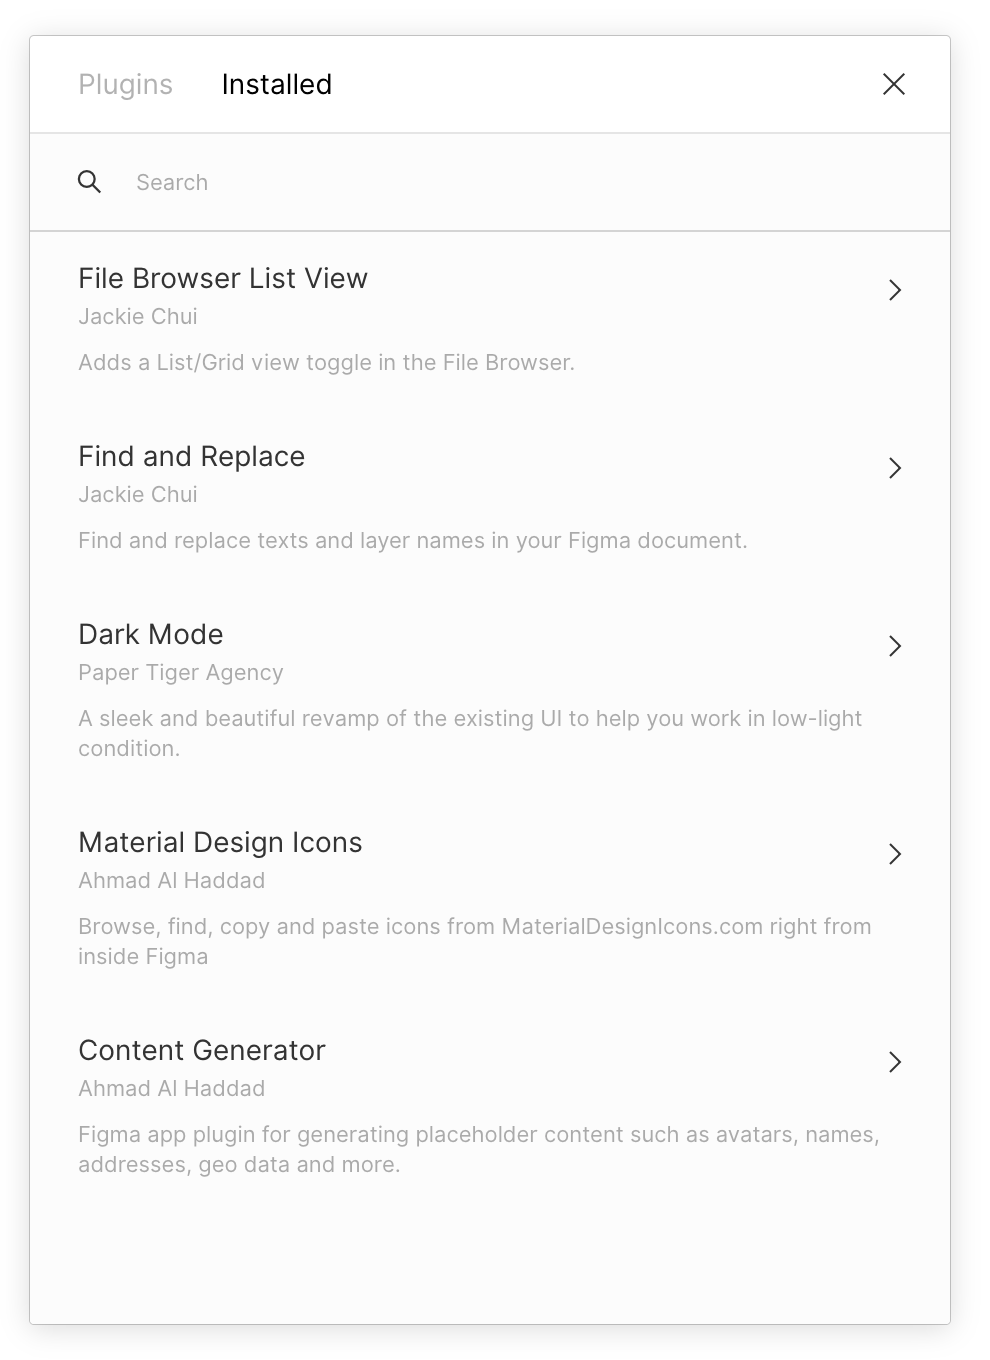 Plugins Installed
Search
File Browser List View
Jackie Chui
Adds a List/Grid view toggle in the File Browser.
Find and Replace
Jackie Chui
Find and replace texts and layer names in your Figma document.
Dark Mode
Paper Tiger Agency
A sleek and beautiful revamp of the existing UI to help you work in low-light
condition.
Material Design Icons
Ahmad Al Haddad
Browse, find, copy and paste icons from MaterialDesignIcons.com right from
inside Figma
Content Generator
Ahmad Al Haddad
Figma app plugin for generating placeholder content such as avatars, names,
addresses, geo data and more.